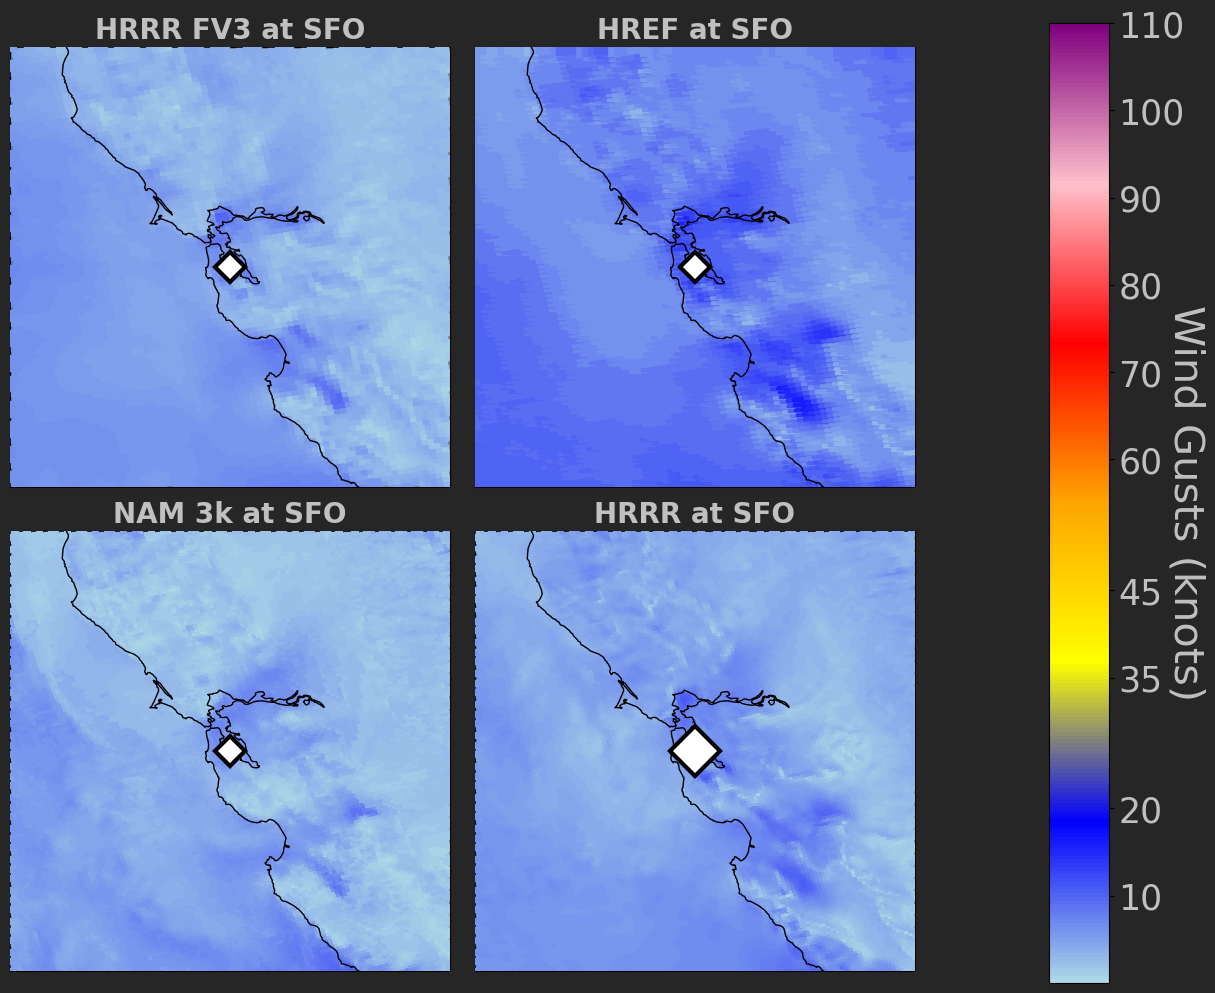 HRRR FV3 at SFO
HREF at SFO
NAM 3k at SFO
HRRR at SFO
110
100
90
80
70
60
45
35
20
10
Wind Gusts (knots)